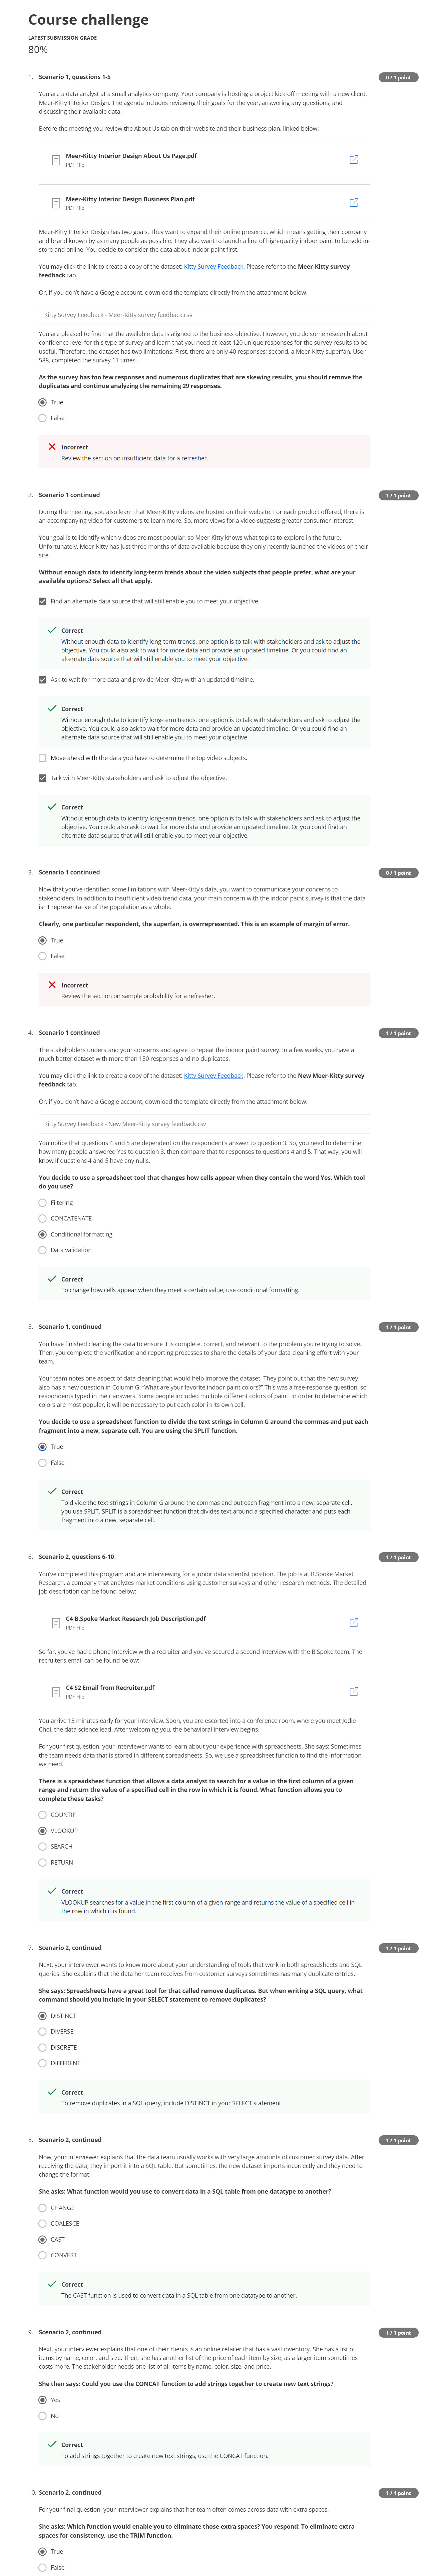 Course challenge
LATEST SUBMISSION GRADE
80%
1. Scenario 1, questions 1-5
0 / 1 point
You are a data analyst at a small analytics company. Your company is hosting a project kick-off meeting with a new client,
Meer-Kitty Interior Design. The agenda includes reviewing their goals for the year, answering any questions, and
discussing their available data.
Before the meeting you review the About Us tab on their website and their business plan, linked below:
Meer-Kitty Interior Design About Us Page.pdf
PDF File
Meer-Kitty Interior Design Business Plan.pdf
PDF File
Meer-Kitty Interior Design has two goals. They want to expand their online presence, which means getting their company
and brand known by as many people as possible. They also want to launch a line of high-quality indoor paint to be sold in-
store and online. You decide to consider the data about indoor paint first.
You may click the link to create a copy of the dataset: Kitty Survey Feedback. Please refer to the Meer-Kitty survey
feedback tab.
Or, if you don't have a Google account, download the template directly from the attachment below.
Kitty Survey Feedback - Meer-Kitty survey feedback.csv
You are pleased to find that the available data is aligned to the business objective. However, you do some research about
confidence level for this type of survey and learn that you need at least 120 unique responses for the survey results to be
useful. Therefore, the dataset has two limitations: First, there are only 40 responses; second, a Meer-Kitty superfan, User
588, completed the survey 11 times.
As the survey has too few responses and numerous duplicates that are skewing results, you should remove the
duplicates and continue analyzing the remaining 29 responses.
True
False
Incorrect
Review the section on insufficient data for a refresher.
2. Scenario 1 continued
1 / 1 point
During the meeting, you also learn that Meer-Kitty videos are hosted on their website. For each product offered, there is
an accompanying video for customers to learn more. So, more views for a video suggests greater consumer interest.
Your goal is to identify which videos are most popular, so Meer-Kitty knows what topics to explore in the future.
Unfortunately, Meer-Kitty has just three months of data available because they only recently launched the videos on their
site.
Without enough data to identify long-term trends about the video subjects that people prefer, what are your
available options? Select all that apply.
Find an alternate data source that will still enable you to meet your objective.
Correct
Without enough data to identify long-term trends, one option is to talk with stakeholders and ask to adjust the
objective. You could also ask to wait for more data and provide an updated timeline. Or you could find an
alternate data source that will still enable you to meet your objective.
Ask to wait for more data and provide Meer-Kitty with an updated timeline.
Correct
Without enough data to identify long-term trends, one option is to talk with stakeholders and ask to adjust the
objective. You could also ask to wait for more data and provide an updated timeline. Or you could find an
alternate data source that will still enable you to meet your objective.
Move ahead with the data you have to determine the top video subjects.
Talk with Meer-Kitty stakeholders and ask to adjust the objective.
Correct
Without enough data to identify long-term trends, one option is to talk with stakeholders and ask to adjust the
objective. You could also ask to wait for more data and provide an updated timeline. Or you could find an
alternate data source that will still enable you to meet your objective.
3. Scenario 1 continued
0 / 1 point
Now that you've identified some limitations with Meer-Kitty's data, you want to communicate your concerns to
stakeholders. In addition to insufficient video trend data, your main concern with the indoor paint survey is that the data
isn't representative of the population as a whole.
Clearly, one particular respondent, the superfan, is overrepresented. This is an example of margin of error.
True
False
Incorrect
Review the section on sample probability for a refresher.
4. Scenario 1 continued
1 / 1 point
The stakeholders understand your concerns and agree to repeat the indoor paint survey. In a few weeks, you have a
much better dataset with more than 150 responses and no duplicates.
You may click the link to create a copy of the dataset: Kitty Survey Feedback. Please refer to the New Meer-Kitty survey
feedback tab.
Or, if you don't have a Google account, download the template directly from the attachment below.
Kitty Survey Feedback - New Meer-Kitty survey feedback.csv
You notice that questions 4 and 5 are dependent on the respondent's answer to question 3. So, you need to determine
how many people answered Yes to question 3, then compare that to responses to questions 4 and 5. That way, you will
know if questions 4 and 5 have any nulls.
You decide to use a spreadsheet tool that changes how cells appear when they contain the word Yes. Which tool
do you use?
Filtering
CONCATENATE
Conditional formatting
Data validation
Correct
To change how cells appear when they meet a certain value, use conditional formatting.
5. Scenario 1, continued
1 / 1 point
You have finished cleaning the data to ensure it is complete, correct, and relevant to the problem you're trying to solve.
Then, you complete the verification and reporting processes to share the details of your data-cleaning effort with your
team.
Your team notes one aspect of data cleaning that would help improve the dataset. They point out that the new survey
also has a new question in Column G: "What are your favorite indoor paint colors?" This was a free-response question, so
respondents typed in their answers. Some people included multiple different colors of paint. In order to determine which
colors are most popular, it will be necessary to put each color in its own cell.
You decide to use a spreadsheet function to divide the text strings in Column G around the commas and put each
fragment into a new, separate cell. You are using the SPLIT function.
True
False
Correct
To divide the text strings in Column G around the commas and put each fragment into a new, separate cell,
you use SPLIT. SPLIT is a spreadsheet function that divides text around a specified character and puts each
fragment into a new, separate cell.
6. Scenario 2, questions 6-10
1 / 1 point
You've completed this program and are interviewing for a junior data scientist position. The job is at B.Spoke Market
Research, a company that analyzes market conditions using customer surveys and other research methods. The detailed
job description can be found below:
C4 B.Spoke Market Research Job Description.pdf
PDF File
So far, you've had a phone interview with a recruiter and you've secured a second interview with the B.Spoke team. The
recruiter's email can be found below:
C4 S2 Email from Recruiter.pdf
PDF File
You arrive 15 minutes early for your interview. Soon, you are escorted into a conference room, where you meet Jodie
Choi, the data science lead. After welcoming you, the behavioral interview begins.
For your first question, your interviewer wants to learn about your experience with spreadsheets. She says: Sometimes
the team needs data that is stored in different spreadsheets. So, we use a spreadsheet function to find the information
we need.
There is a spreadsheet function that allows a data analyst to search for a value in the first column of a given
range and return the value of a specified cell in the row in which it is found. What function allows you to
complete these tasks?
COUNTIF
VLOOKUP
SEARCH
RETURN
Correct
VLOOKUP searches for a value in the first column of a given range and returns the value of a specified cell in
the row in which it is found.
7. Scenario 2, continued
1 / 1 point
Next, your interviewer wants to know more about your understanding of tools that work in both spreadsheets and SQL
queries. She explains that the data her team receives from customer surveys sometimes has many duplicate entries.
She says: Spreadsheets have a great tool for that called remove duplicates. But when writing a SQL query, what
command should you include in your SELECT statement to remove duplicates?
DISTINCT
DIVERSE
DISCRETE
DIFFERENT
Correct
To remove duplicates in a SQL query, include DISTINCT in your SELECT statement.
8. Scenario 2, continued
1 / 1 point
Now, your interviewer explains that the data team usually works with very large amounts of customer survey data. After
receiving the data, they import it into a SQL table. But sometimes, the new dataset imports incorrectly and they need to
change the format.
She asks: What function would you use to convert data in a SQL table from one datatype to another?
CHANGE
COALESCE
CAST
CONVERT
Correct
The CAST function is used to convert data in a SQL table from one datatype to another.
9. Scenario 2, continued
1 / 1 point
Next, your interviewer explains that one of their clients is an online retailer that has a vast inventory. She has a list of
items by name, color, and size. Then, she has another list of the price of each item by size, as a larger item sometimes
costs more. The stakeholder needs one list of all items by name, color, size, and price.
She then says: Could you use the CONCAT function to add strings together to create new text strings?
Yes
No
Correct
To add strings together to create new text strings, use the CONCAT function.
10. Scenario 2, continued
1 / 1 point
For your final question, your interviewer explains that her team often comes across data with extra spaces.
She asks: Which function would enable you to eliminate those extra spaces? You respond: To eliminate extra
spaces for consistency, use the TRIM function.
True
False